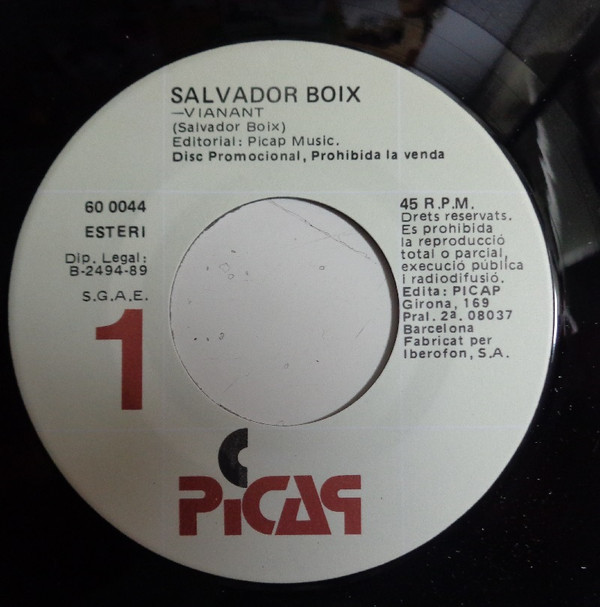 SALVADOR BOIX
—VIANANT
(Salvador Boix)
Editorial: Picap Music.
Disc Promocional, Prohibida la venda
60 0044
ESTERI
Dip. Legal:
B-2494-89
S.G.A.E.
1
45 R.P.M.
Drets reservats.
Es prohibida
la reproducció
total o parcial,
execució pública
i radiodifusió.
Edita: PICAP
Girona, 169
Pral. 2ª. 08037
Barcelona
Fabricat per
Iberofon, S.A.
PICAP